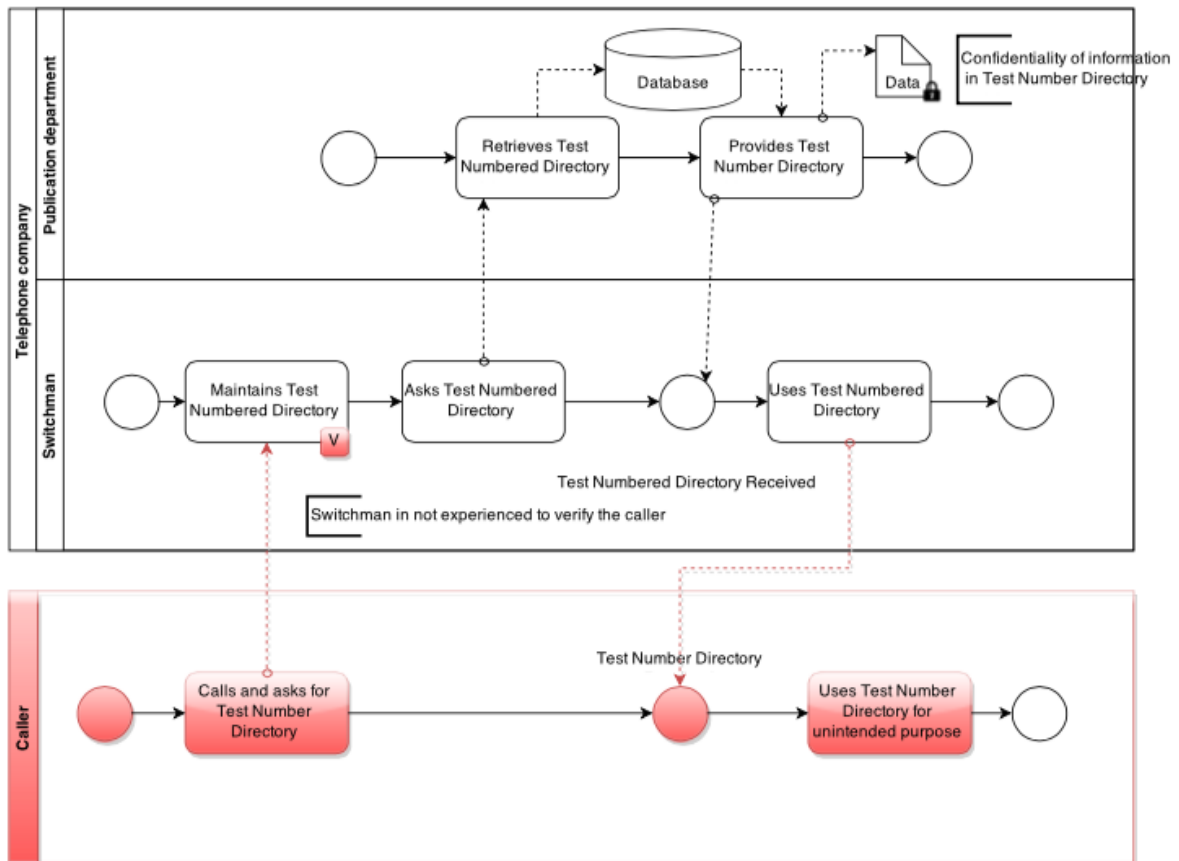 Telephone company
Publication department
Database
Data
Confidentiality of information
in Test Number Directory
Retrieves Test
Numbered Directory
Provides Test
Number Directory
Switchman
Maintains Test
Numbered Directory
V
Asks Test Numbered
Directory
Uses Test Numbered
Directory
Test Numbered Directory Received
Switchman in not experienced to verify the caller
Caller
Calls and asks for
Test Number
Directory
Test Number Directory
Uses Test Number
Directory for
unintended purpose